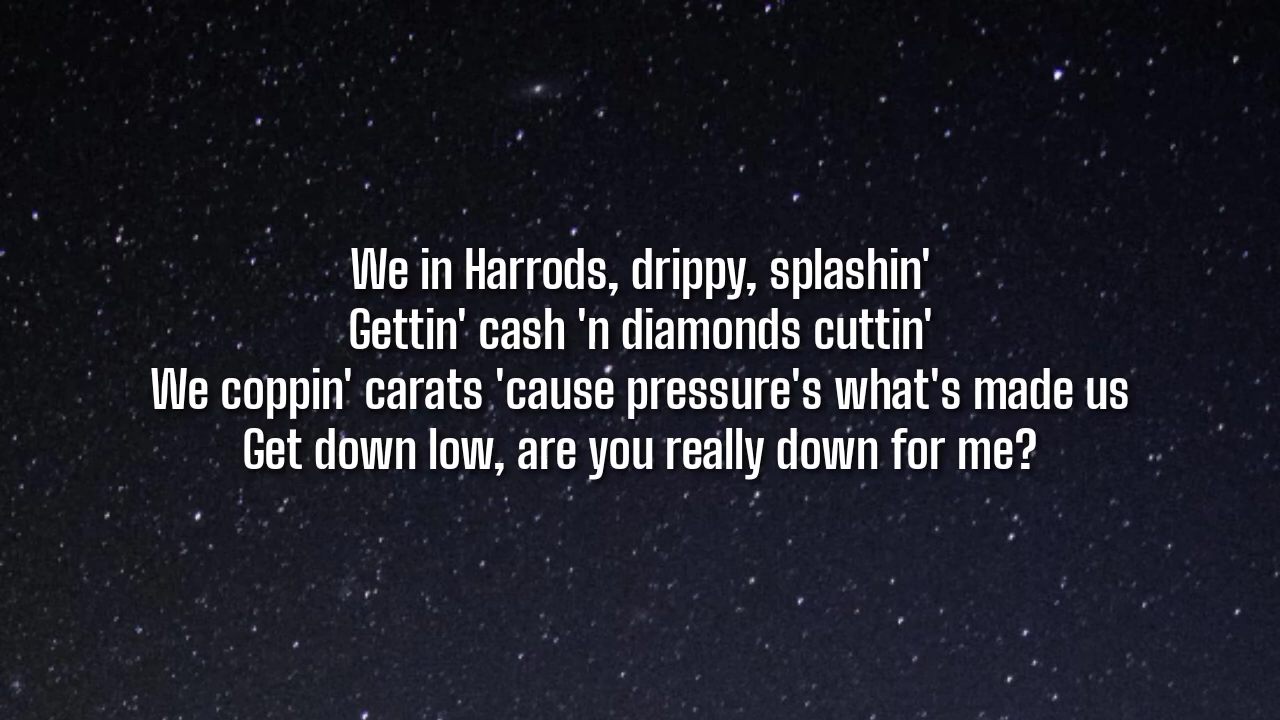 We in Harrods, drippy, splashin'
Gettin' cash 'n diamonds cuttin'
We coppin' carats 'cause pressure's what's made us
Get down low, are you really down for me?